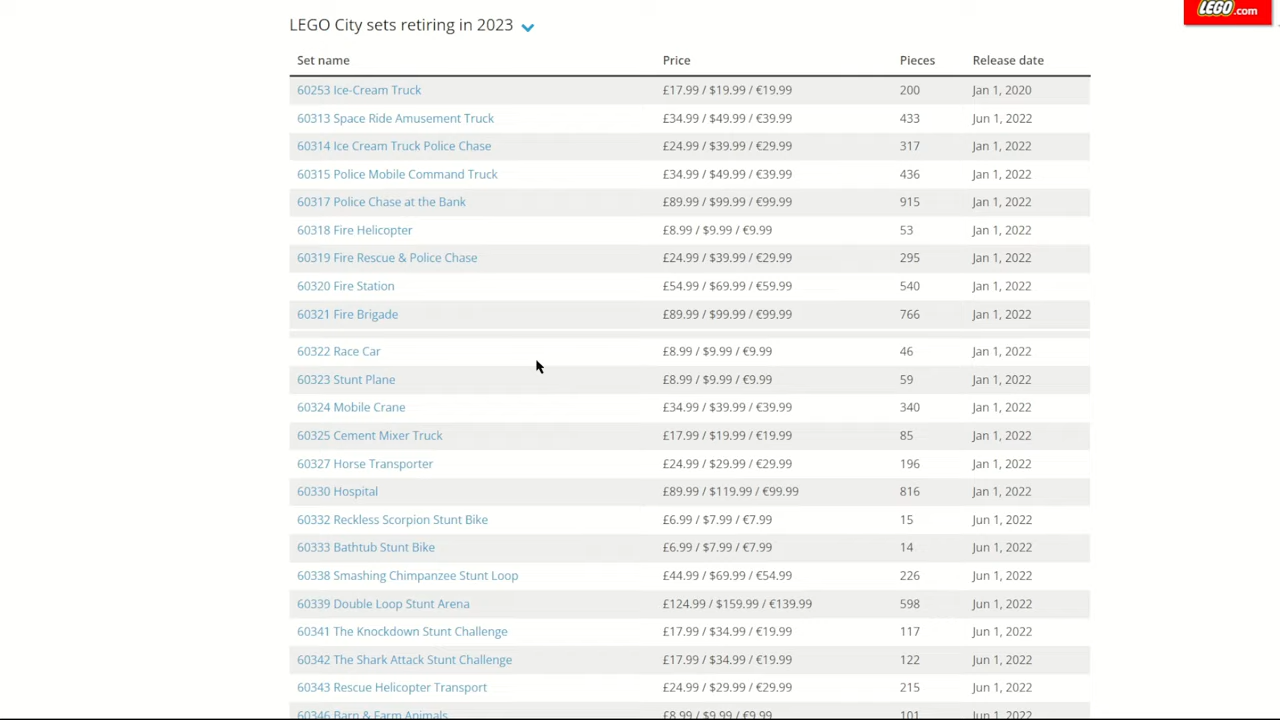 LEGO City sets retiring in 2023
LEGO.com
Set name Price Pieces Release date
60253 Ice-Cream Truck £17.99 / $19.99 / €19.99 200 Jan 1, 2020
60313 Space Ride Amusement Truck £34.99 / $49.99 / €39.99 433 Jun 1, 2022
60314 Ice Cream Truck Police Chase £24.99 / $39.99 / €29.99 317 Jan 1, 2022
60315 Police Mobile Command Truck £34.99 / $49.99 / €39.99 436 Jan 1, 2022
60317 Police Chase at the Bank £89.99 / $99.99 / €99.99 915 Jan 1, 2022
60318 Fire Helicopter £8.99 / $9.99 / €9.99 53 Jan 1, 2022
60319 Fire Rescue & Police Chase £24.99 / $39.99 / €29.99 295 Jan 1, 2022
60320 Fire Station £54.99 / $69.99 / €59.99 540 Jan 1, 2022
60321 Fire Brigade £89.99 / $99.99 / €99.99 766 Jan 1, 2022
60322 Race Car £8.99 / $9.99 / €9.99 46 Jan 1, 2022
60323 Stunt Plane £8.99 / $9.99 / €9.99 59 Jan 1, 2022
60324 Mobile Crane £34.99 / $39.99 / €39.99 340 Jan 1, 2022
60325 Cement Mixer Truck £17.99 / $19.99 / €19.99 85 Jan 1, 2022
60327 Horse Transporter £24.99 / $29.99 / €29.99 196 Jan 1, 2022
60330 Hospital £89.99 / $119.99 / €99.99 816 Jan 1, 2022
60332 Reckless Scorpion Stunt Bike £6.99 / $7.99 / €7.99 15 Jun 1, 2022
60333 Bathtub Stunt Bike £6.99 / $7.99 / €7.99 14 Jun 1, 2022
60338 Smashing Chimpanzee Stunt Loop £44.99 / $69.99 / €54.99 226 Jun 1, 2022
60339 Double Loop Stunt Arena £124.99 / $159.99 / €139.99 598 Jun 1, 2022
60341 The Knockdown Stunt Challenge £17.99 / $34.99 / €19.99 117 Jun 1, 2022
60342 The Shark Attack Stunt Challenge £17.99 / $34.99 / €19.99 122 Jun 1, 2022
60343 Rescue Helicopter Transport £24.99 / $29.99 / €29.99 215 Jun 1, 2022
60346 Barn & Farm Animals £8.99 / $9.99 / €9.99 101 Jun 1, 2022